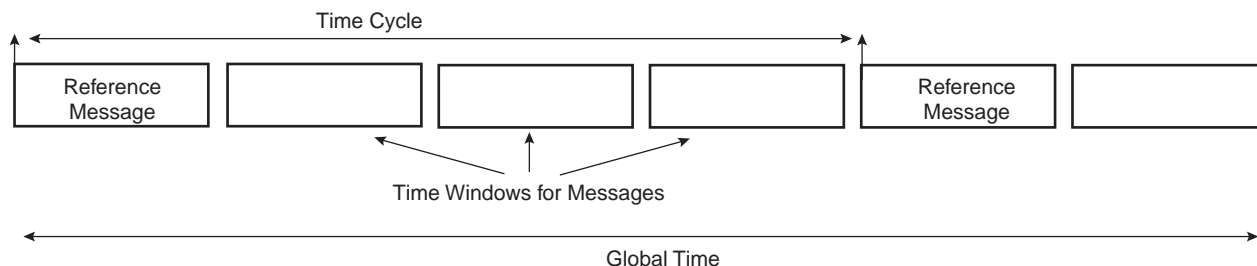 Time Cycle
Reference
Message
Reference
Message
Time Windows for Messages
Global Time